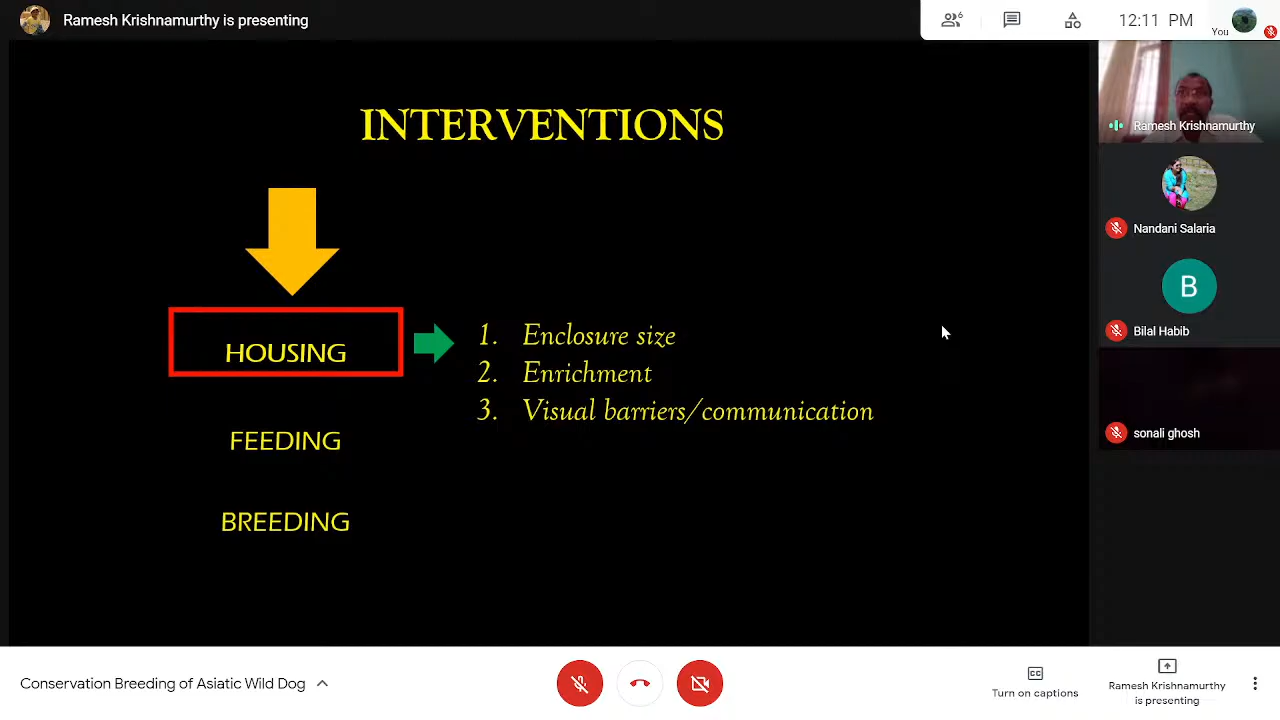 Ramesh Krishnamurthy is presenting
6
12:11 PM
You
INTERVENTIONS
Ramesh Krishnamurthy
Nandani Salaria
B
Bilal Habib
HOUSING
1. Enclosure size
2. Enrichment
3. Visual barriers/communication
sonali ghosh
FEEDING
BREEDING
Conservation Breeding of Asiatic Wild Dog
CC
Turn on captions
Ramesh Krishnamurthy
is presenting